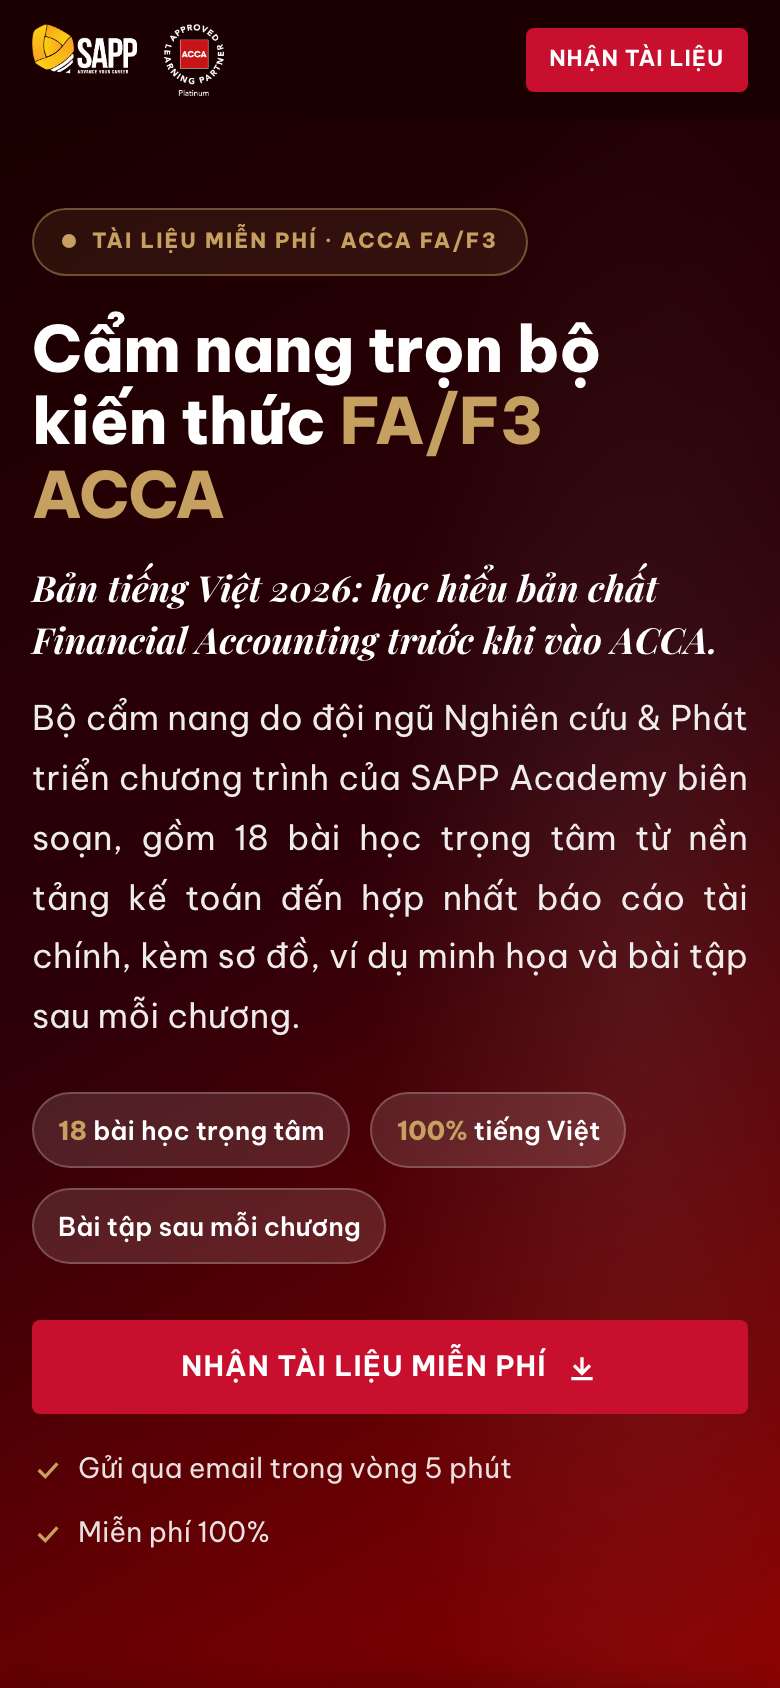 SAPP
ADVANCE YOUR CAREER
APPROVED LEARNING PARTNER
ACCA
Platinum
NHẬN TÀI LIỆU
TÀI LIỆU MIỄN PHÍ · ACCA FA/F3
Cẩm nang trọn bộ
kiến thức FA/F3
ACCA
Bản tiếng Việt 2026: học hiểu bản chất
Financial Accounting trước khi vào ACCA.
Bộ cẩm nang do đội ngũ Nghiên cứu & Phát
triển chương trình của SAPP Academy biên
soạn, gồm 18 bài học trọng tâm từ nền
tảng kế toán đến hợp nhất báo cáo tài
chính, kèm sơ đồ, ví dụ minh họa và bài tập
sau mỗi chương.
18 bài học trọng tâm
100% tiếng Việt
Bài tập sau mỗi chương
NHẬN TÀI LIỆU MIỄN PHÍ
Gửi qua email trong vòng 5 phút
Miễn phí 100%